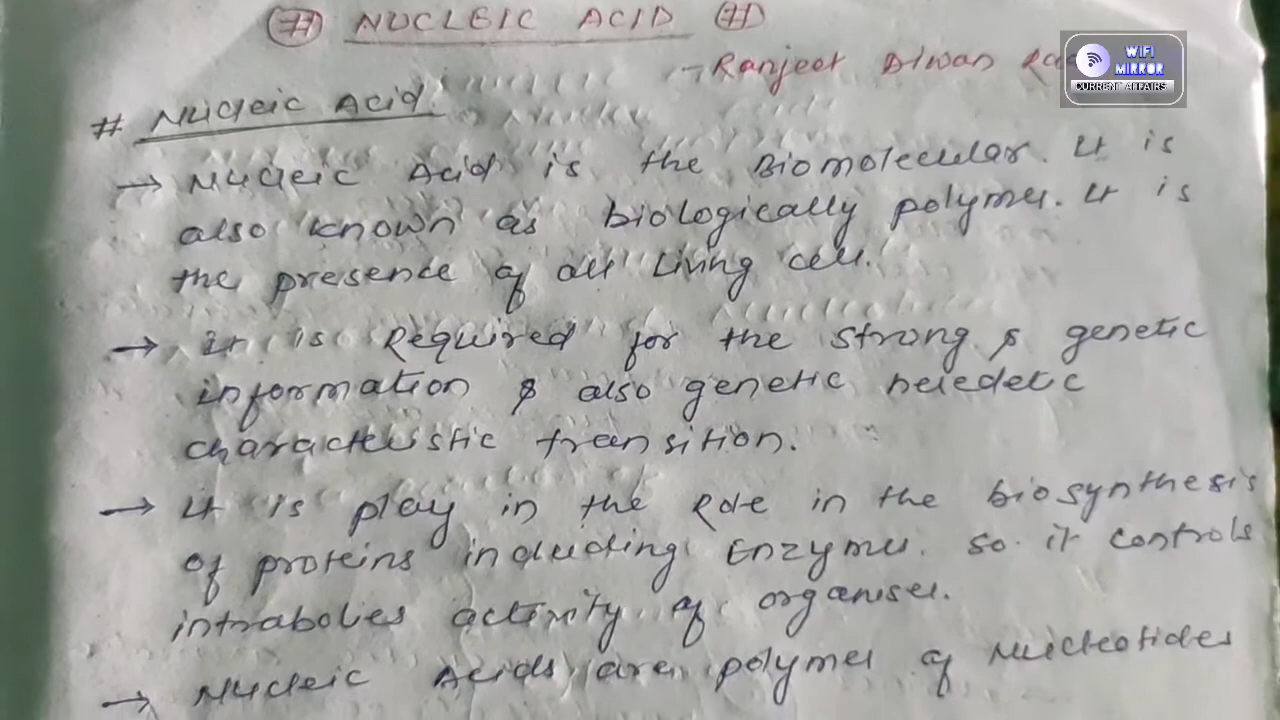 # NUCLEIC ACID #
- Ranjeet Diwan
WIFI
MIRROR
CURRENT AFFAIRS
# Nucleic Acid.
→ Nucleic Acid is the Biomolecular. It is
also known as biologically polymer. It is
the presence of all Living cell.
→ it is Required for the strong & genetic
information & also genetic
characteristic transition.
→ It is play in the Role in the biosynthesis
of proteins including Enzymes. So it controls
intrabolies activity of organises.
→ Nucleic Acids are polymer of Nucleotides